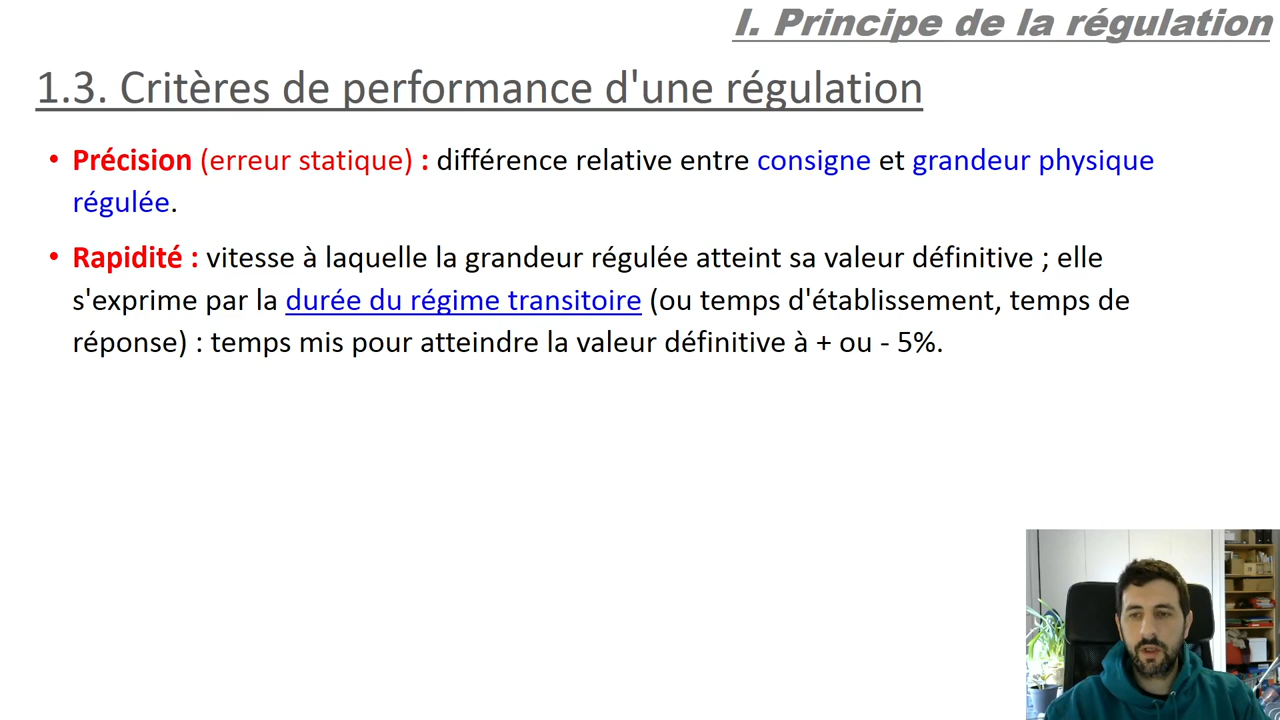 I. Principe de la régulation
1.3. Critères de performance d'une régulation
• Précision (erreur statique) : différence relative entre consigne et grandeur physique
régulée.
• Rapidité : vitesse à laquelle la grandeur régulée atteint sa valeur définitive ; elle
s'exprime par la durée du régime transitoire (ou temps d'établissement, temps de
réponse) : temps mis pour atteindre la valeur définitive à + ou - 5%.